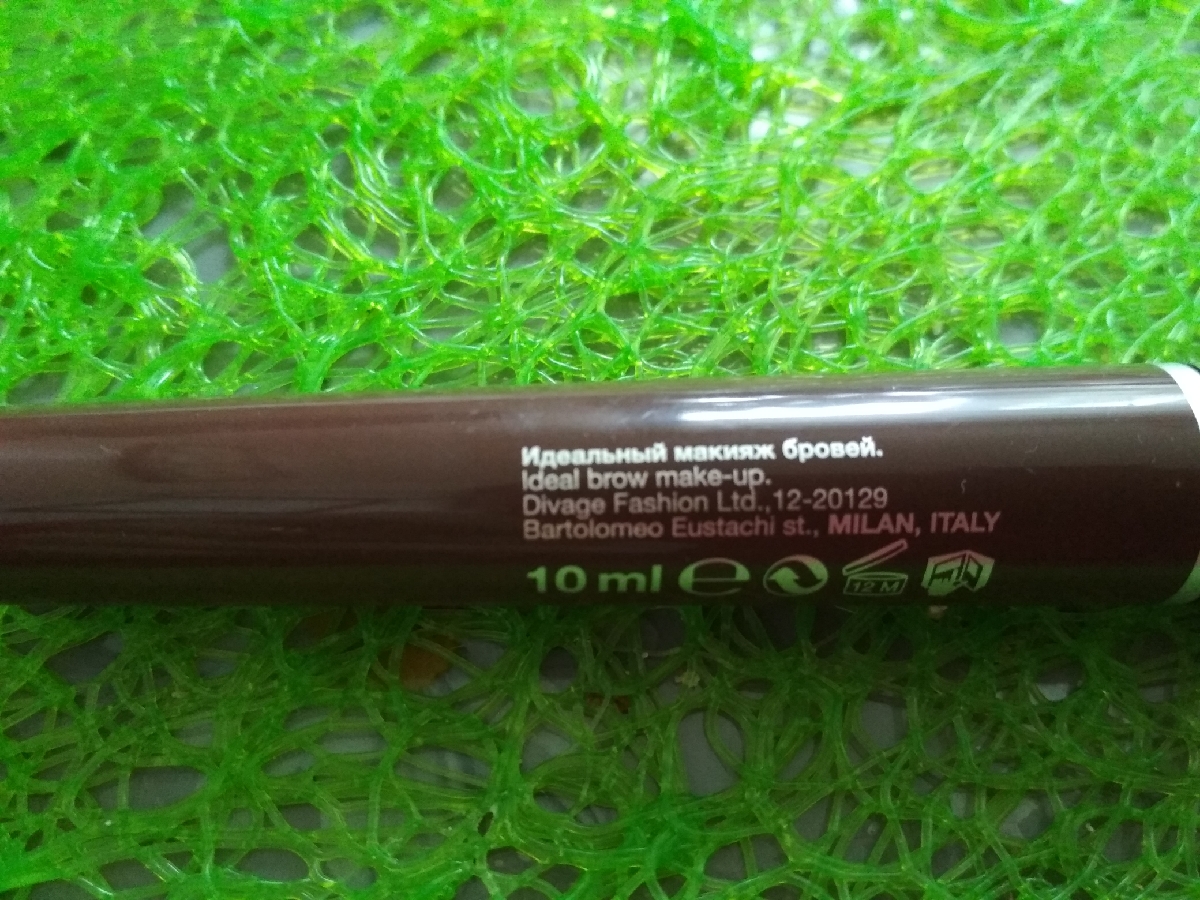 Идеальный макияж бровей.
Ideal brow make-up.
Divage Fashion Ltd.,12-20129
Bartolomeo Eustachi st., MILAN, ITALY
10 ml e 12 M